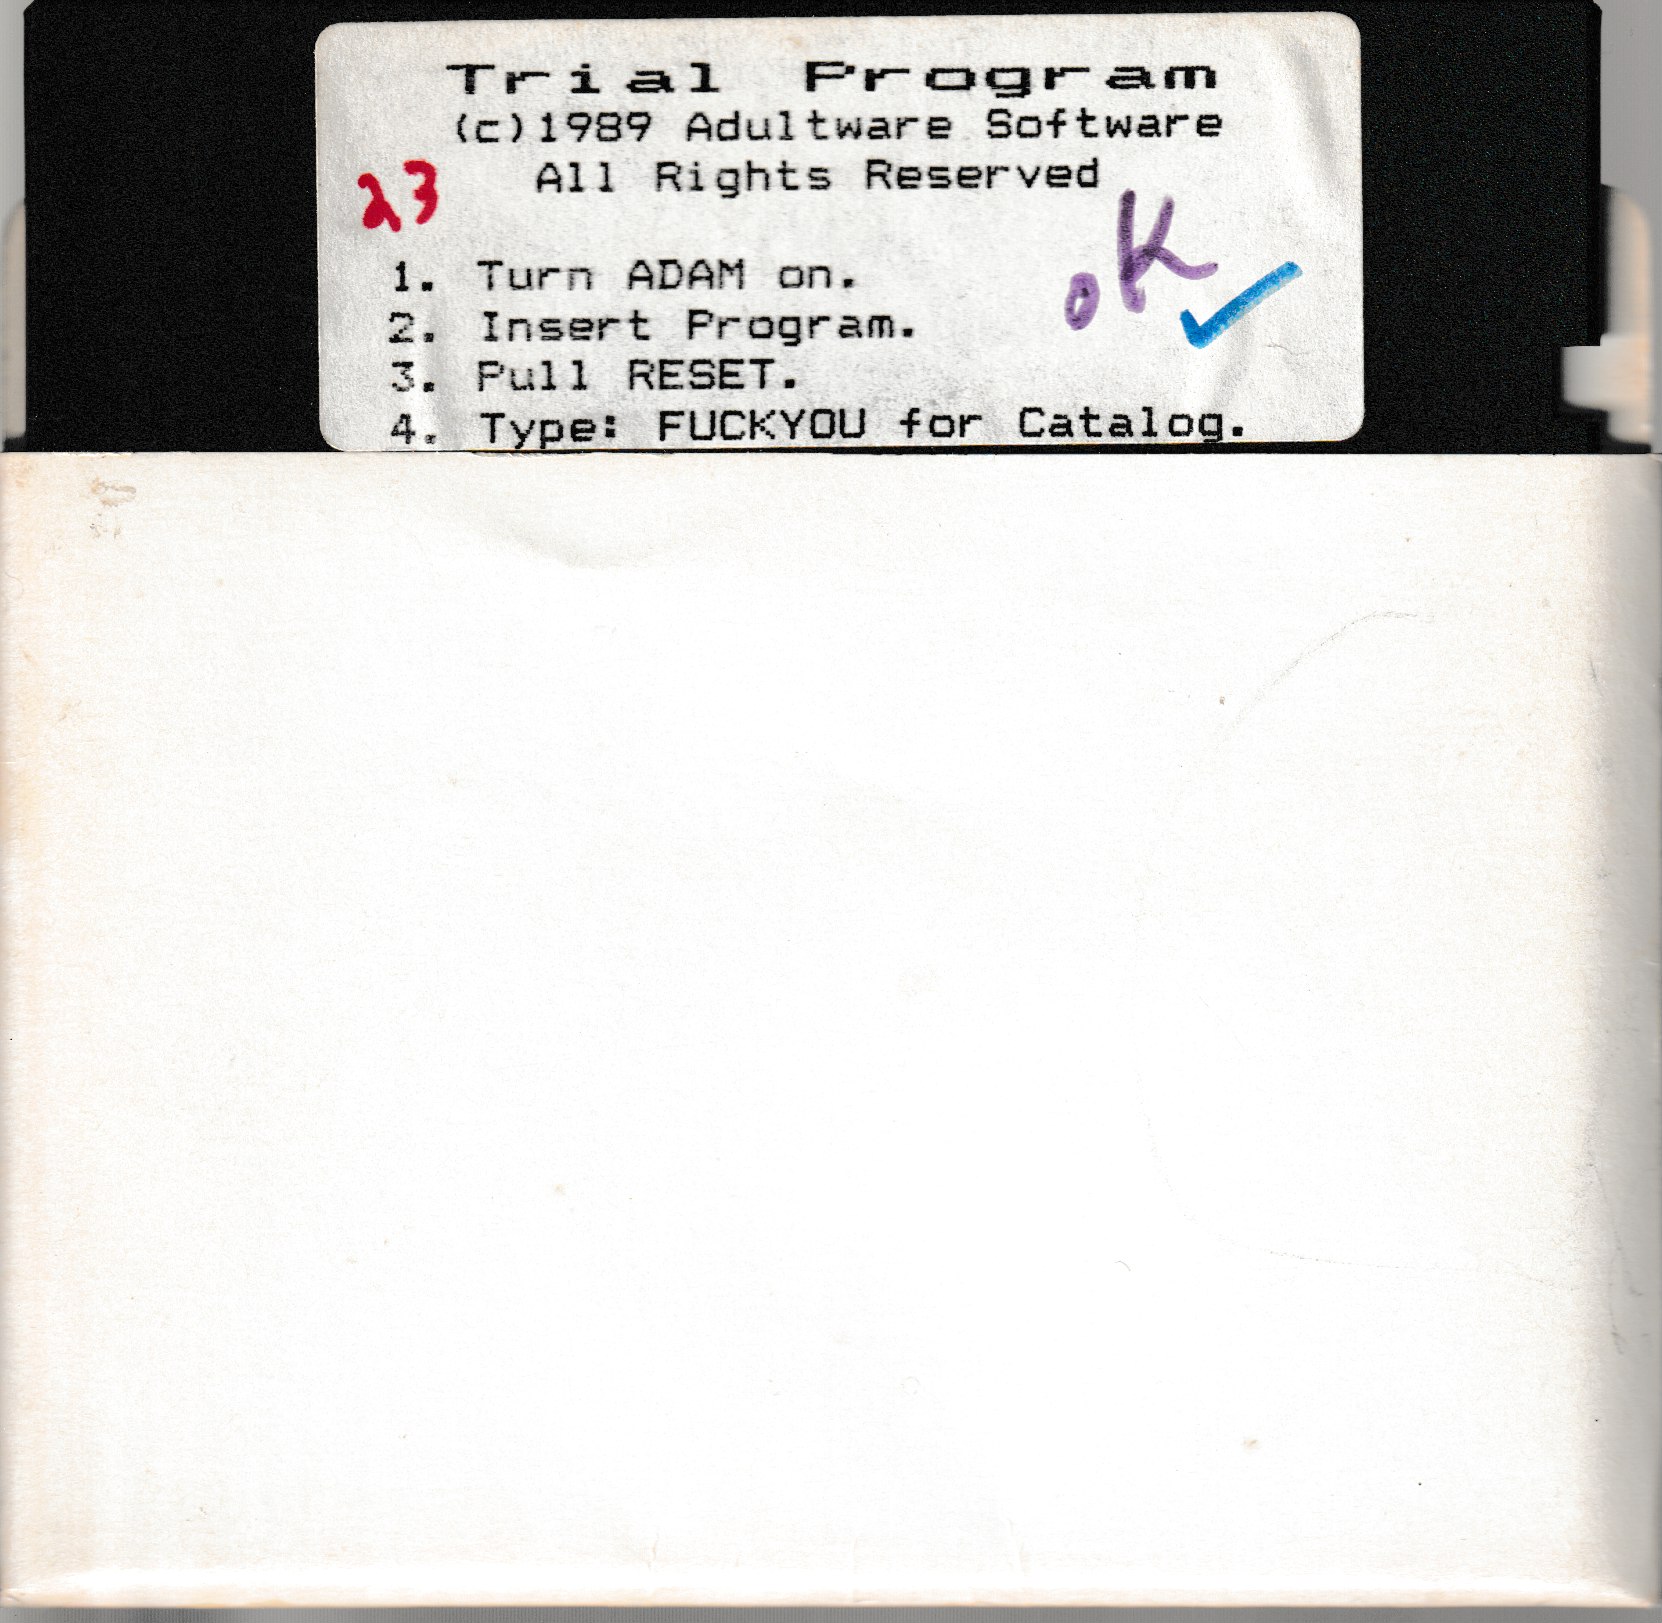 Trial Program
(c)1989 Adultware Software
All Rights Reserved
23
OK
1. Turn ADAM on.
2. Insert Program.
3. Pull RESET.
4. Type: FUCKYOU for Catalog.